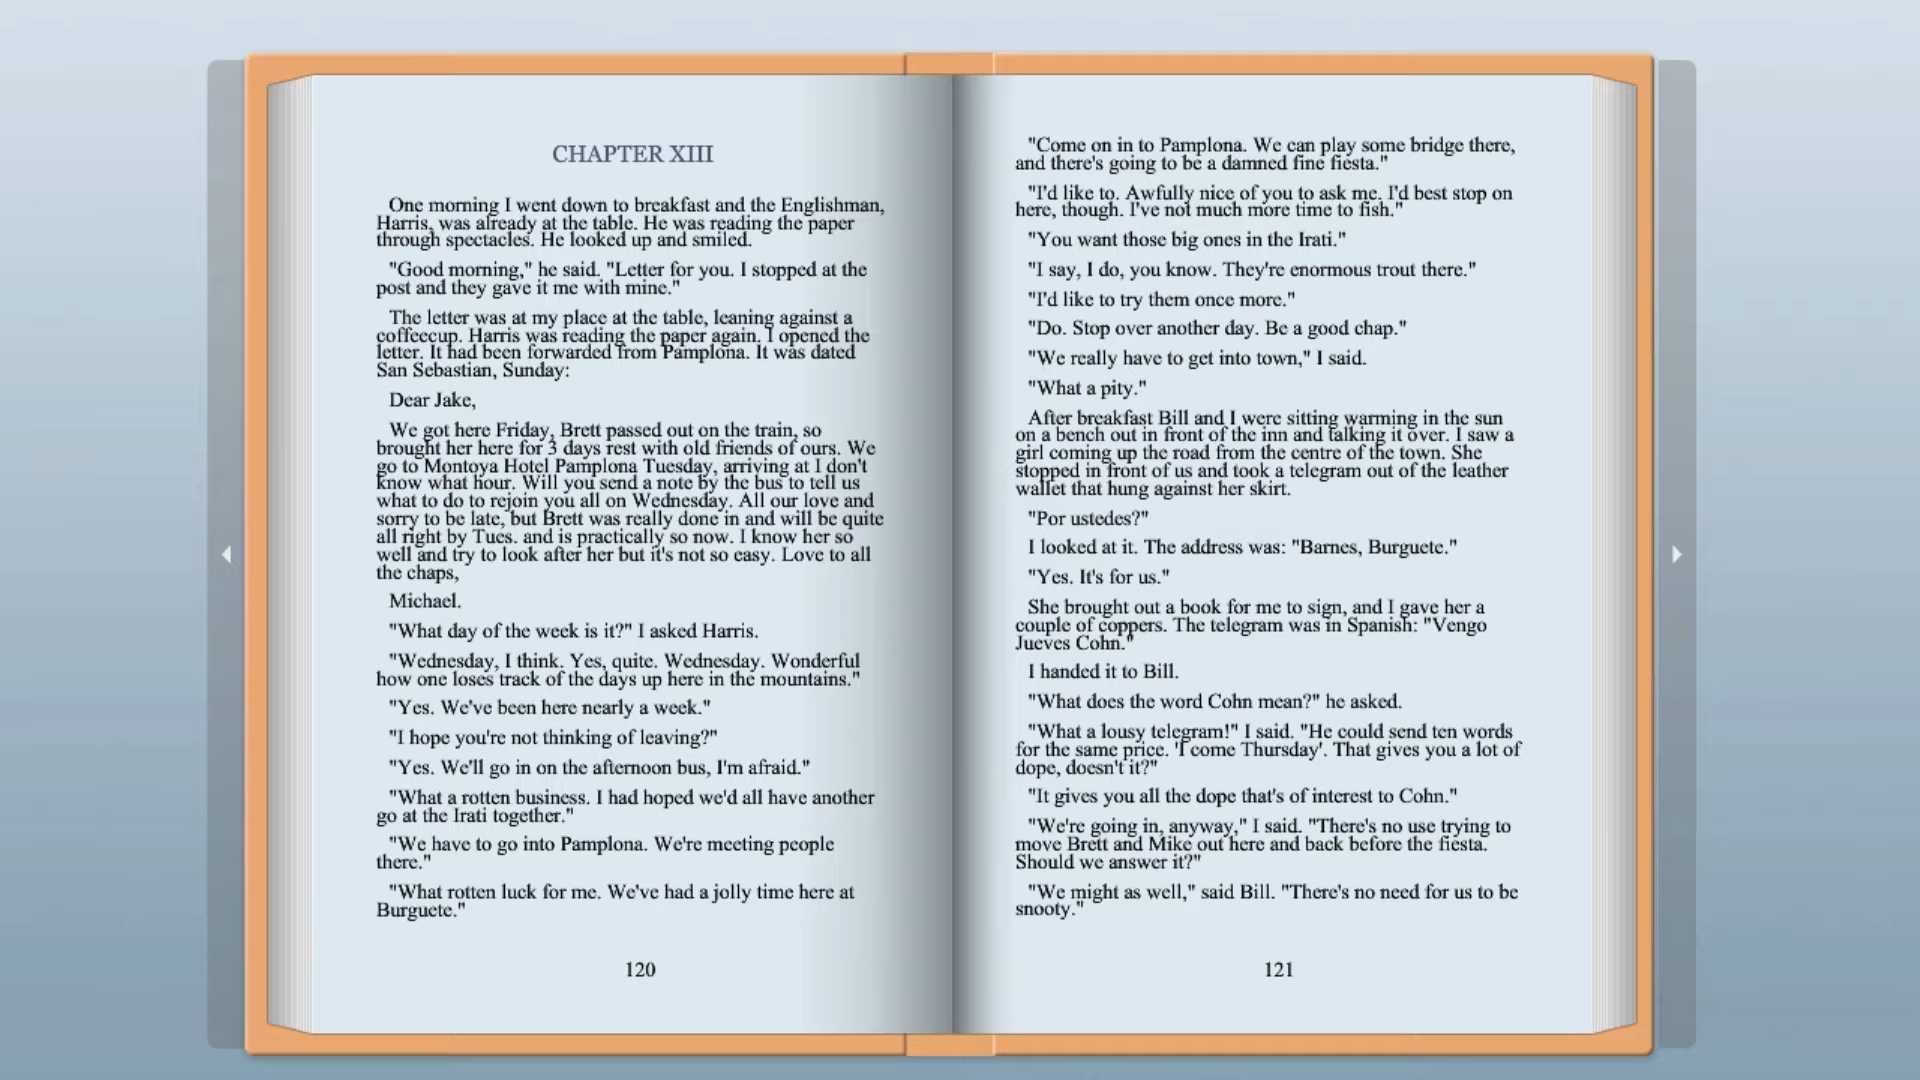 CHAPTER XIII
One morning I went down to breakfast and the Englishman,
Harris, was already at the table. He was reading the paper
through spectacles. He looked up and smiled.
"Good morning," he said. "Letter for you. I stopped at the
post and they gave it me with mine."
The letter was at my place at the table, leaning against a
coffeecup. Harris was reading the paper again. I opened the
letter. It had been forwarded from Pamplona. It was dated
San Sebastian, Sunday:
Dear Jake,
We got here Friday, Brett passed out on the train, so
brought her here for 3 days rest with old friends of ours. We
go to Montoya Hotel Pamplona Tuesday, arriving at I don't
know what hour. Will you send a note by the bus to tell us
what to do to rejoin you all on Wednesday. All our love and
sorry to be late, but Brett was really done in and will be quite
all right by Tues. and is practically so now. I know her so
well and try to look after her but it's not so easy. Love to all
the chaps,
Michael.
"What day of the week is it?" I asked Harris.
"Wednesday, I think. Yes, quite. Wednesday. Wonderful
how one loses track of the days up here in the mountains."
"Yes. We've been here nearly a week."
"I hope you're not thinking of leaving?"
"Yes. We'll go in on the afternoon bus, I'm afraid."
"What a rotten business. I had hoped we'd all have another
go at the Irati together."
"We have to go into Pamplona. We're meeting people
there."
"What rotten luck for me. We've had a jolly time here at
Burguete."
120
"Come on in to Pamplona. We can play some bridge there,
and there's going to be a damned fine fiesta."
"I'd like to. Awfully nice of you to ask me. I'd best stop on
here, though. I've not much more time to fish."
"You want those big ones in the Irati."
"I say, I do, you know. They're enormous trout there."
"I'd like to try them once more."
"Do. Stop over another day. Be a good chap."
"We really have to get into town," I said.
"What a pity."
After breakfast Bill and I were sitting warming in the sun
on a bench out in front of the inn and talking it over. I saw a
girl coming up the road from the centre of the town. She
stopped in front of us and took a telegram out of the leather
wallet that hung against her skirt.
"Por ustedes?"
I looked at it. The address was: "Barnes, Burguete."
"Yes. It's for us."
She brought out a book for me to sign, and I gave her a
couple of coppers. The telegram was in Spanish: "Vengo
Jueves Cohn."
I handed it to Bill.
"What does the word Cohn mean?" he asked.
"What a lousy telegram!" I said. "He could send ten words
for the same price. 'I come Thursday'. That gives you a lot of
dope, doesn't it?"
"It gives you all the dope that's of interest to Cohn."
"We're going in, anyway," I said. "There's no use trying to
move Brett and Mike out here and back before the fiesta.
Should we answer it?"
"We might as well," said Bill. "There's no need for us to be
snooty."
121